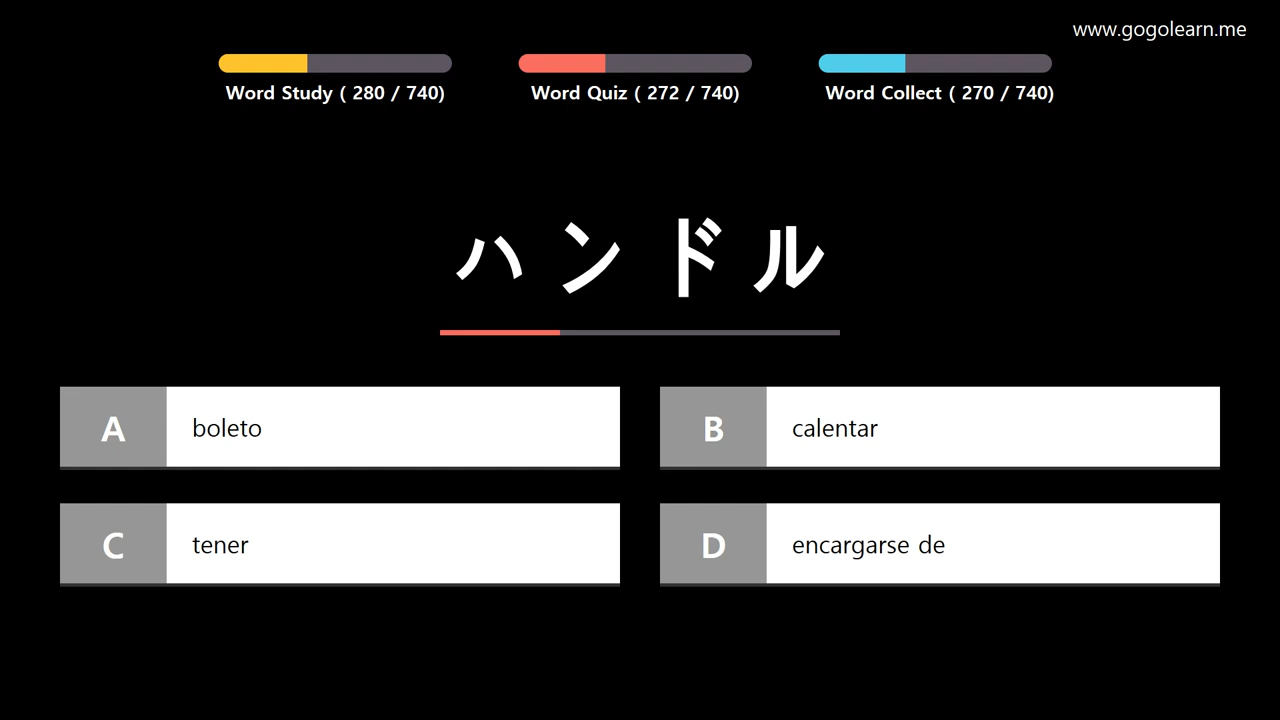 www.gogolearn.me
Word Study ( 280 / 740)
Word Quiz ( 272 / 740)
Word Collect ( 270 / 740)
ハンドル
A boleto
B calentar
C tener
D encargarse de